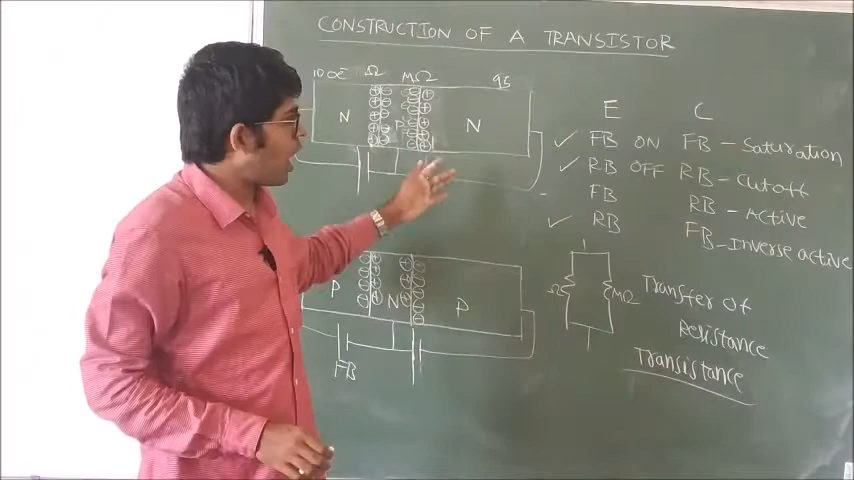 CONSTRUCTION OF A TRANSISTOR
Ω MΩ 95
N P N
E C
FB ON FB - Saturation
RB OFF RB - Cutoff
FB RB - Active
RB FB - Inverse active
P N P
FB
Ω MΩ
Transfer of
Resistance
Transistance